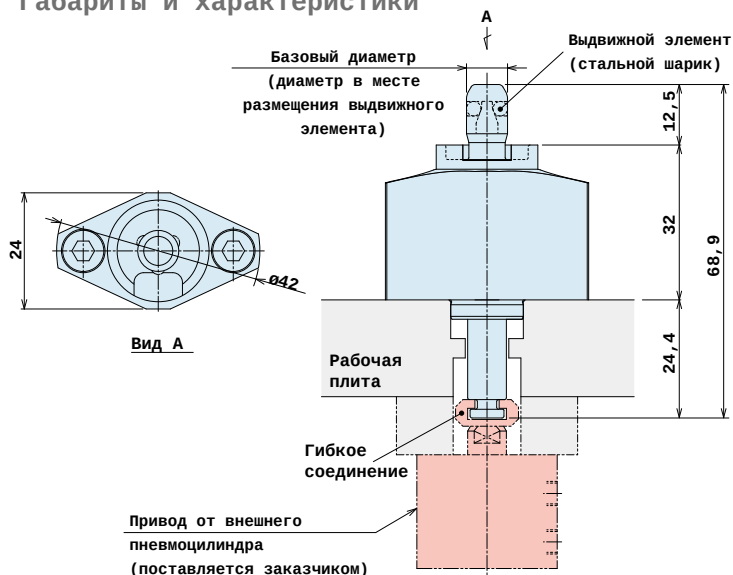 Габариты и характеристики
А
Базовый диаметр
(диаметр в месте
размещения выдвижного
элемента)
Выдвижной элемент
(стальной шарик)
12,5
32
68,9
24,4
24
ø42
Вид А
Рабочая
плита
Гибкое
соединение
Привод от внешнего
пневмоцилиндра
(поставляется заказчиком)